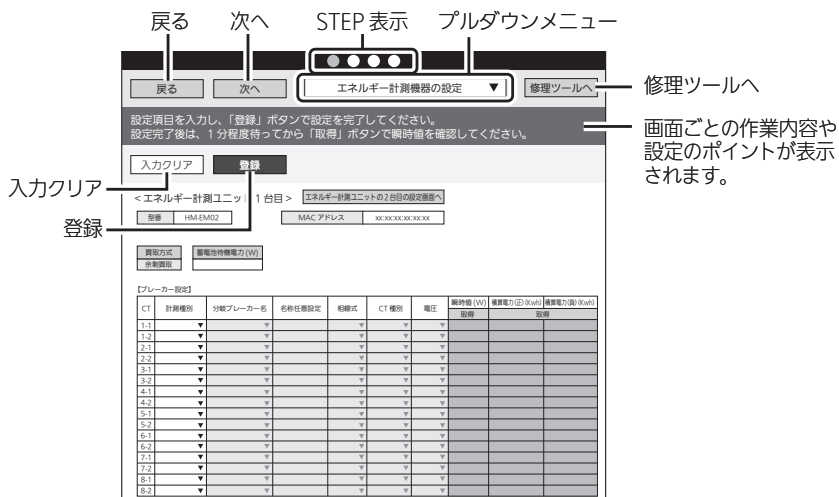 戻る 次へ STEP 表示 プルダウンメニュー
戻る 次へ エネルギー計測機器の設定 ▼ 修理ツールへ
修理ツールへ
設定項目を入力し、「登録」ボタンで設定を完了してください。
設定完了後は、1分程度待ってから「取得」ボタンで瞬時値を確認してください。
画面ごとの作業内容や
設定のポイントが表示
されます。
入力クリア 登録
入力クリア
登録
< エネルギー計測ユニット 1 台目 > エネルギー計測ユニットの2台目の設定画面へ
型番 HM-EM02 MAC アドレス xx:xx:xx:xx:xx:xx
買取方式 蓄電池待機電力 (W)
余剰買取
【ブレーカー設定】
CT 計測種別 分岐ブレーカー名 名称任意設定 相線式 CT 種別 電圧 瞬時値 (W) 積算電力 (正) (Kwh) 積算電力 (負) (Kwh)
取得 取得
1-1 ▼ ▼ ▼ ▼ ▼
1-2 ▼ ▼ ▼ ▼ ▼
2-1 ▼ ▼ ▼ ▼ ▼
2-2 ▼ ▼ ▼ ▼ ▼
3-1 ▼ ▼ ▼ ▼ ▼
3-2 ▼ ▼ ▼ ▼ ▼
4-1 ▼ ▼ ▼ ▼ ▼
4-2 ▼ ▼ ▼ ▼ ▼
5-1 ▼ ▼ ▼ ▼ ▼
5-2 ▼ ▼ ▼ ▼ ▼
6-1 ▼ ▼ ▼ ▼ ▼
6-2 ▼ ▼ ▼ ▼ ▼
7-1 ▼ ▼ ▼ ▼ ▼
7-2 ▼ ▼ ▼ ▼ ▼
8-1 ▼ ▼ ▼ ▼ ▼
8-2 ▼ ▼ ▼ ▼ ▼